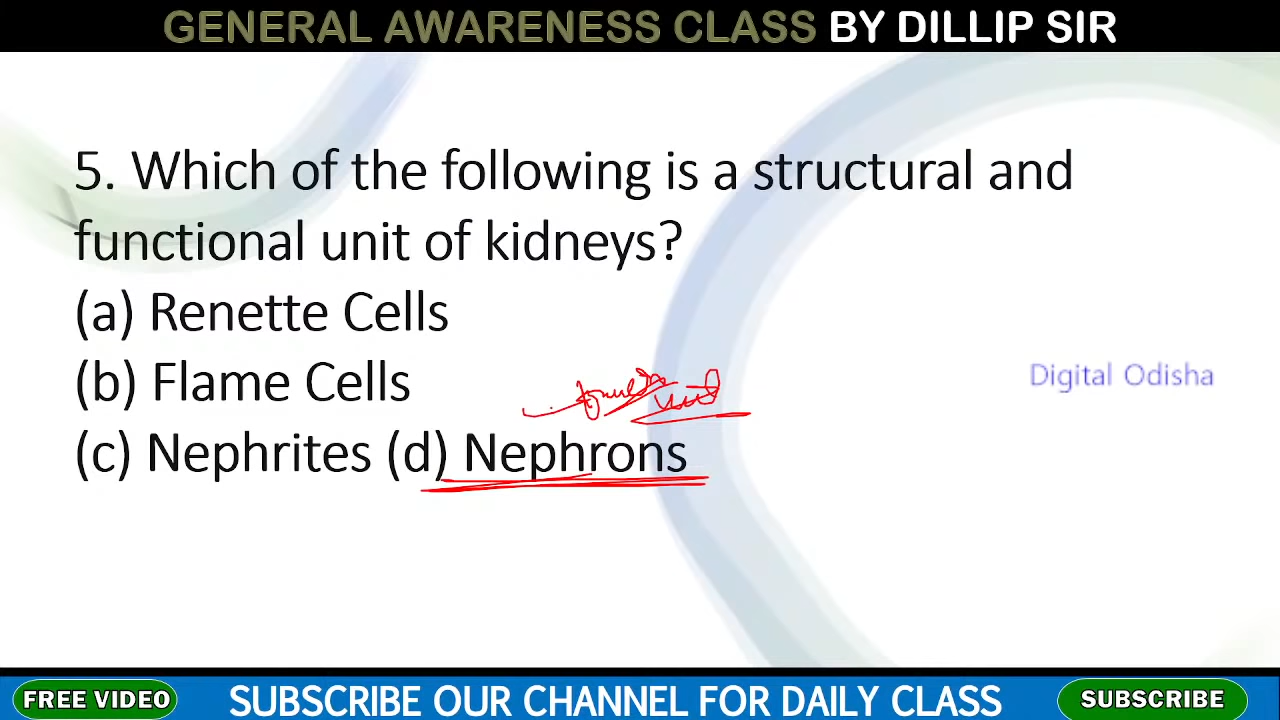 GENERAL AWARENESS CLASS BY DILLIP SIR
5. Which of the following is a structural and
functional unit of kidneys?
(a) Renette Cells
(b) Flame Cells
unit
(c) Nephrites (d) Nephrons
Digital Odisha
FREE VIDEO
SUBSCRIBE OUR CHANNEL FOR DAILY CLASS
SUBSCRIBE